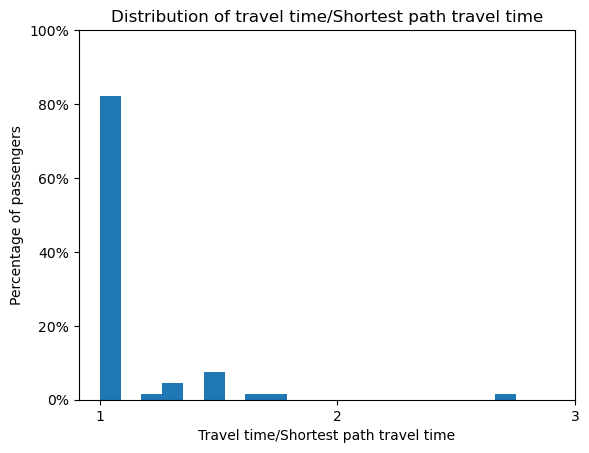 Distribution of travel time/Shortest path travel time
100%
80%
60%
40%
20%
0%
Percentage of passengers
1 2 3
Travel time/Shortest path travel time